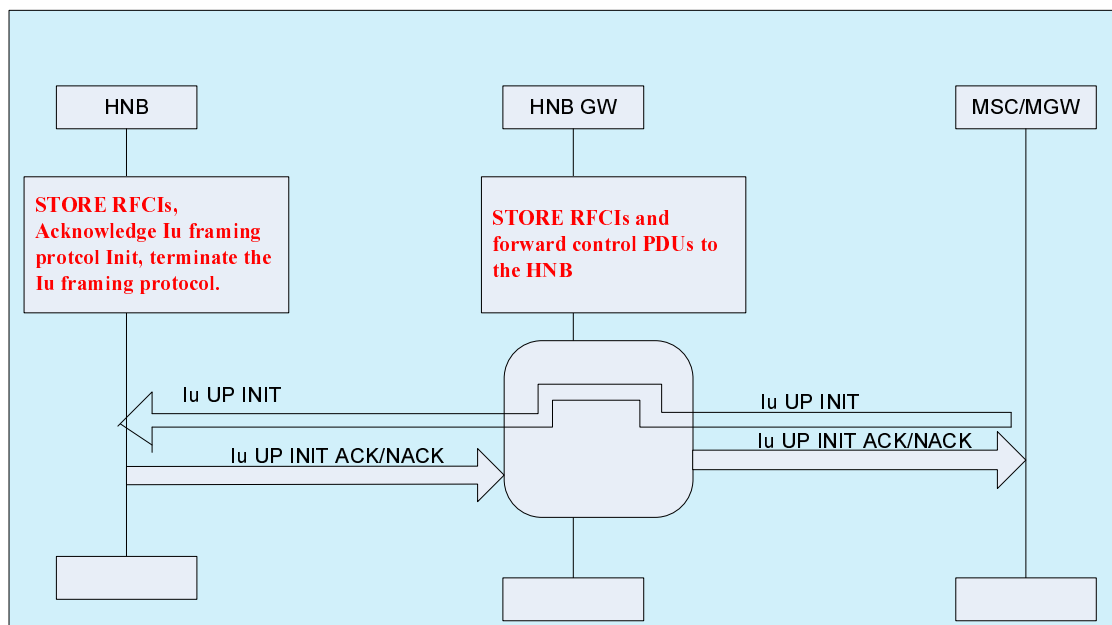 HNB
HNB GW
MSC/MGW
STORE RFCIs,
Acknowledge Iu framing
protcol Init, terminate the
Iu framing protocol.
STORE RFCIs and
forward control PDUs to
the HNB
Iu UP INIT
Iu UP INIT
Iu UP INIT ACK/NACK
Iu UP INIT ACK/NACK